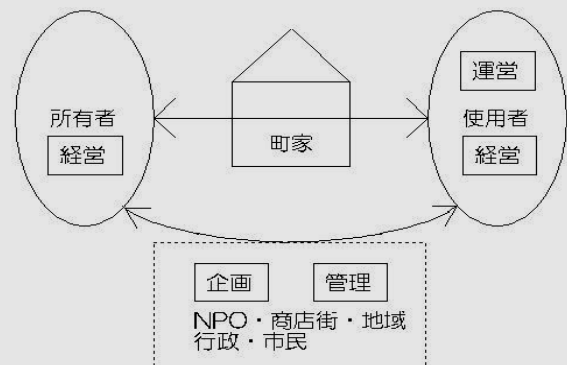 所有者
経営
町家
運営
使用者
経営
企画
管理
NPO・商店街・地域
行政・市民